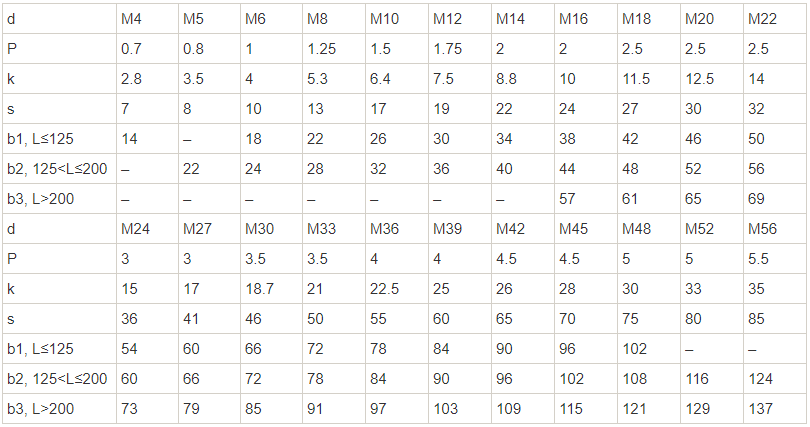 d M4 M5 M6 M8 M10 M12 M14 M16 M18 M20 M22
P 0.7 0.8 1 1.25 1.5 1.75 2 2 2.5 2.5 2.5
k 2.8 3.5 4 5.3 6.4 7.5 8.8 10 11.5 12.5 14
s 7 8 10 13 17 19 22 24 27 30 32
b1, L≤125 14 – 18 22 26 30 34 38 42 46 50
b2, 125<L≤200 – 22 24 28 32 36 40 44 48 52 56
b3, L>200 – – – – – – – 57 61 65 69
d M24 M27 M30 M33 M36 M39 M42 M45 M48 M52 M56
P 3 3 3.5 3.5 4 4 4.5 4.5 5 5 5.5
k 15 17 18.7 21 22.5 25 26 28 30 33 35
s 36 41 46 50 55 60 65 70 75 80 85
b1, L≤125 54 60 66 72 78 84 90 96 102 – –
b2, 125<L≤200 60 66 72 78 84 90 96 102 108 116 124
b3, L>200 73 79 85 91 97 103 109 115 121 129 137